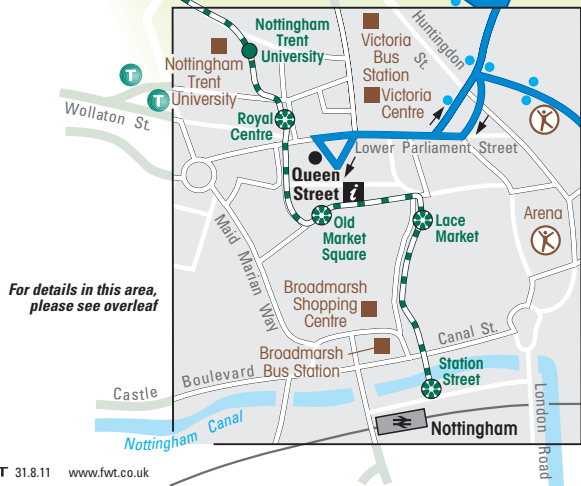 Nottingham
Trent
University
Nottingham
Trent
University
Victoria
Bus
Station
Victoria
Centre
Huntingdon
St.
T
T
Wollaton St.
Royal
Centre
Lower Parliament Street
Queen
Street
i
Old
Market
Square
Lace
Market
Arena
Maid Marian Way
For details in this area,
please see overleaf
Broadmarsh
Shopping
Centre
Broadmarsh
Bus Station
Canal St.
Castle Boulevard
Station
Street
Nottingham Canal
Nottingham
London Road
T 31.8.11 www.fwt.co.uk